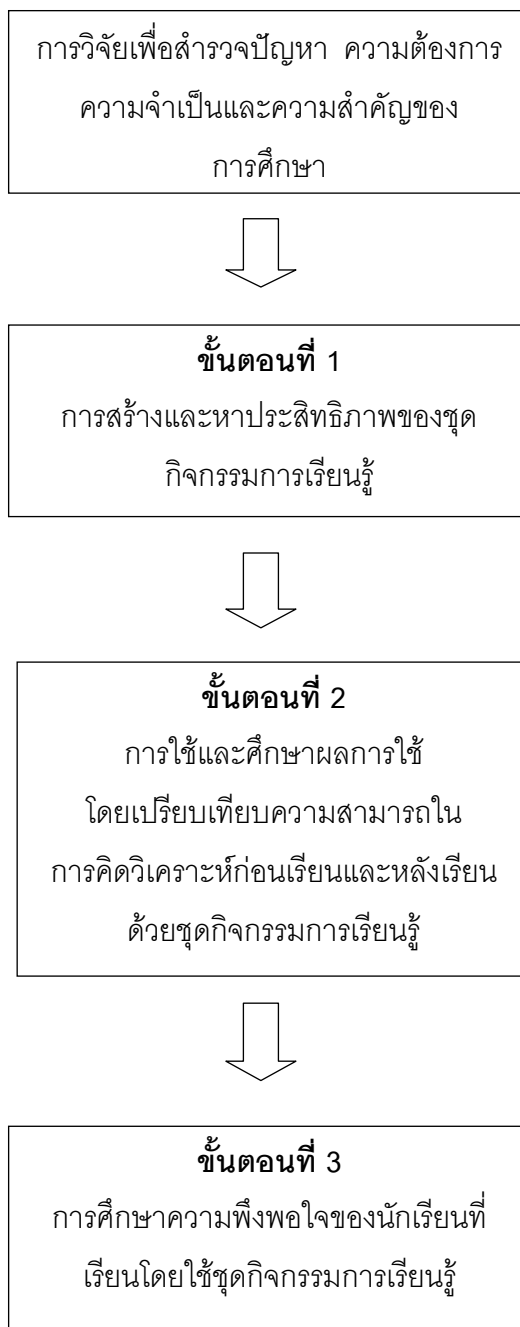 การวิจัยเพื่อสำรวจปัญหา ความต้องการ
ความจำเป็นและความสำคัญของ
การศึกษา
ขั้นตอนที่ 1
การสร้างและหาประสิทธิภาพของชุด
กิจกรรมการเรียนรู้
ขั้นตอนที่ 2
การใช้และศึกษาผลการใช้
โดยเปรียบเทียบความสามารถใน
การคิดวิเคราะห์ก่อนเรียนและหลังเรียน
ด้วยชุดกิจกรรมการเรียนรู้
ขั้นตอนที่ 3
การศึกษาความพึงพอใจของนักเรียนที่
เรียนโดยใช้ชุดกิจกรรมการเรียนรู้